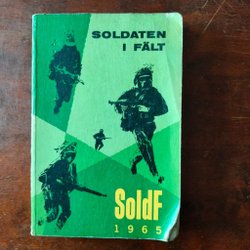 SOLDATEN
I FÄLT
SoldF
1965